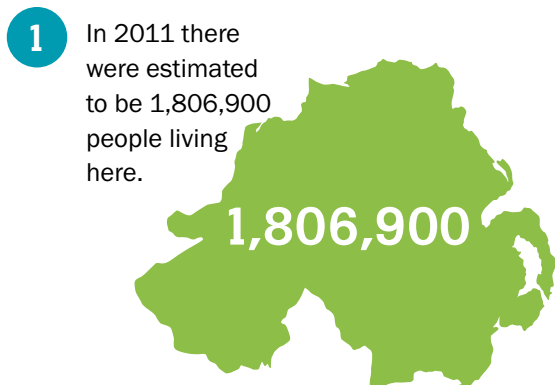 1
In 2011 there
were estimated
to be 1,806,900
people living
here.
1,806,900